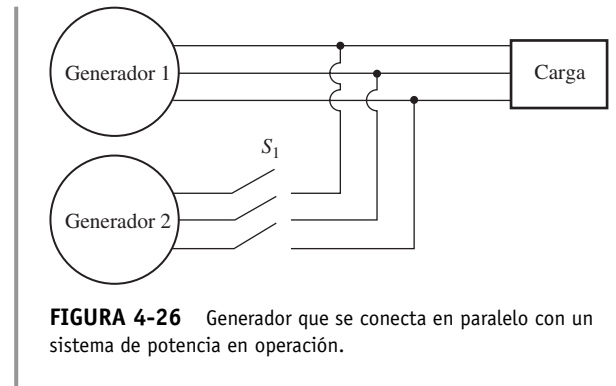 Generador 1
Carga
S1
Generador 2
FIGURA 4-26 Generador que se conecta en paralelo con un
sistema de potencia en operación.